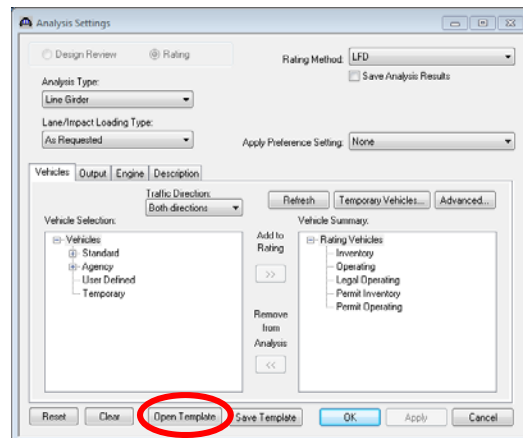 Analysis Settings
Design Review Rating Rating Method: LFD
Save Analysis Results
Analysis Type:
Line Girder
Lane/Impact Loading Type:
As Requested Apply Preference Setting: None
Vehicles Output Engine Description
Traffic Direction:
Both directions Refresh Temporary Vehicles... Advanced...
Vehicle Selection: Vehicle Summary:
Vehicles
Standard
Agency
User Defined
Temporary
Add to
Rating
>>
Remove
from
Analysis
<<
Rating Vehicles
Inventory
Operating
Legal Operating
Permit Inventory
Permit Operating
Reset Clear Open Template Save Template OK Apply Cancel